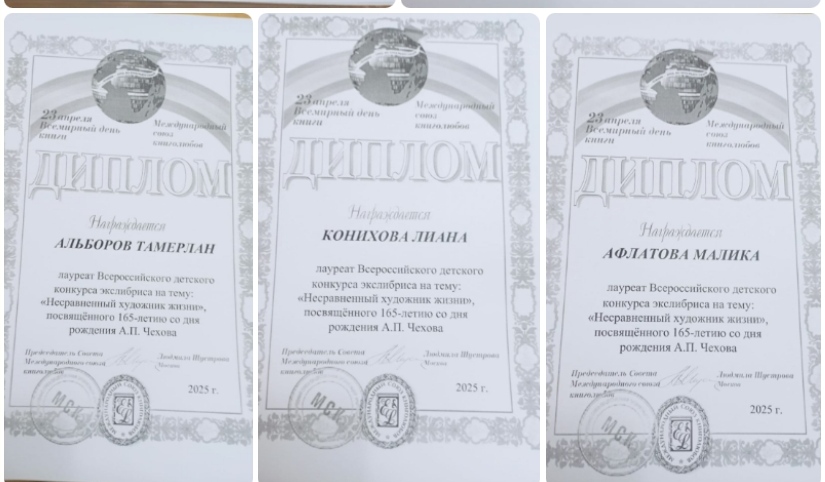 23 апреля
Всемирный день
книги
Международный
союз
книголюбов
ДИПЛОМ
Награждается
АЛЬБОРОВ ТАМЕРЛАН
лауреат Всероссийского детского
конкурса экслибриса на тему:
«Несравненный художник жизни»,
посвящённого 165-летию со дня
рождения А.П. Чехова
Председатель Совета
Международного союза
книголюбов
Людмила Шустрова
Москва
2025 г.
МСК
23 апреля
Всемирный день
книги
Международный
союз
книголюбов
ДИПЛОМ
Награждается
КОНИХОВА ЛИАНА
лауреат Всероссийского детского
конкурса экслибриса на тему:
«Несравненный художник жизни»,
посвящённого 165-летию со дня
рождения А.П. Чехова
Председатель Совета
Международного союза
книголюбов
Людмила Шустрова
Москва
2025 г.
МСК
23 апреля
Всемирный день
книги
Международный
союз
книголюбов
ДИПЛОМ
Награждается
АФЛАТОВА МАЛИКА
лауреат Всероссийского детского
конкурса экслибриса на тему:
«Несравненный художник жизни»,
посвящённого 165-летию со дня
рождения А.П. Чехова
Председатель Совета
Международного союза
книголюбов
Людмила Шустрова
Москва
2025 г.
МСК